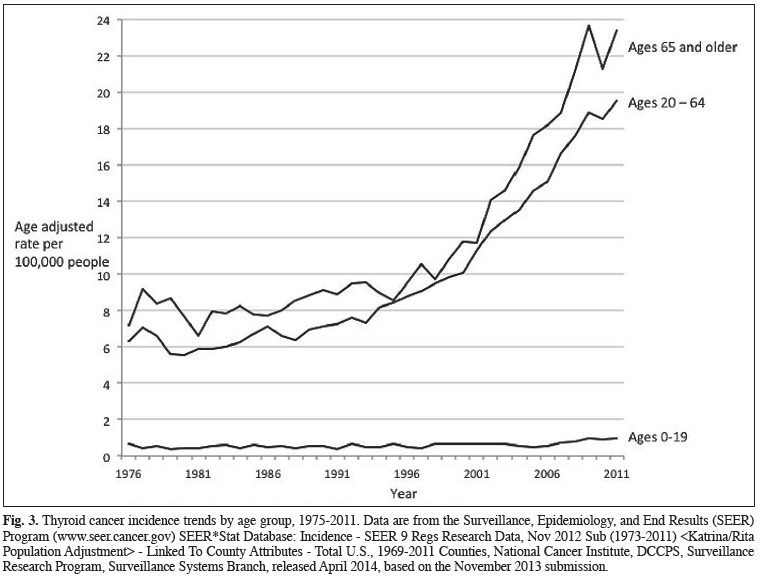 24
22
20
18
16
14
12
10
8
6
4
2
0
Age adjusted
rate per
100,000 people
Ages 65 and older
Ages 20 – 64
Ages 0-19
1976 1981 1986 1991 1996 2001 2006 2011
Year
Fig. 3. Thyroid cancer incidence trends by age group, 1975-2011. Data are from the Surveillance, Epidemiology, and End Results (SEER)
Program (www.seer.cancer.gov) SEER*Stat Database: Incidence - SEER 9 Regs Research Data, Nov 2012 Sub (1973-2011) <Katrina/Rita
Population Adjustment> - Linked To County Attributes - Total U.S., 1969-2011 Counties, National Cancer Institute, DCCPS, Surveillance
Research Program, Surveillance Systems Branch, released April 2014, based on the November 2013 submission.